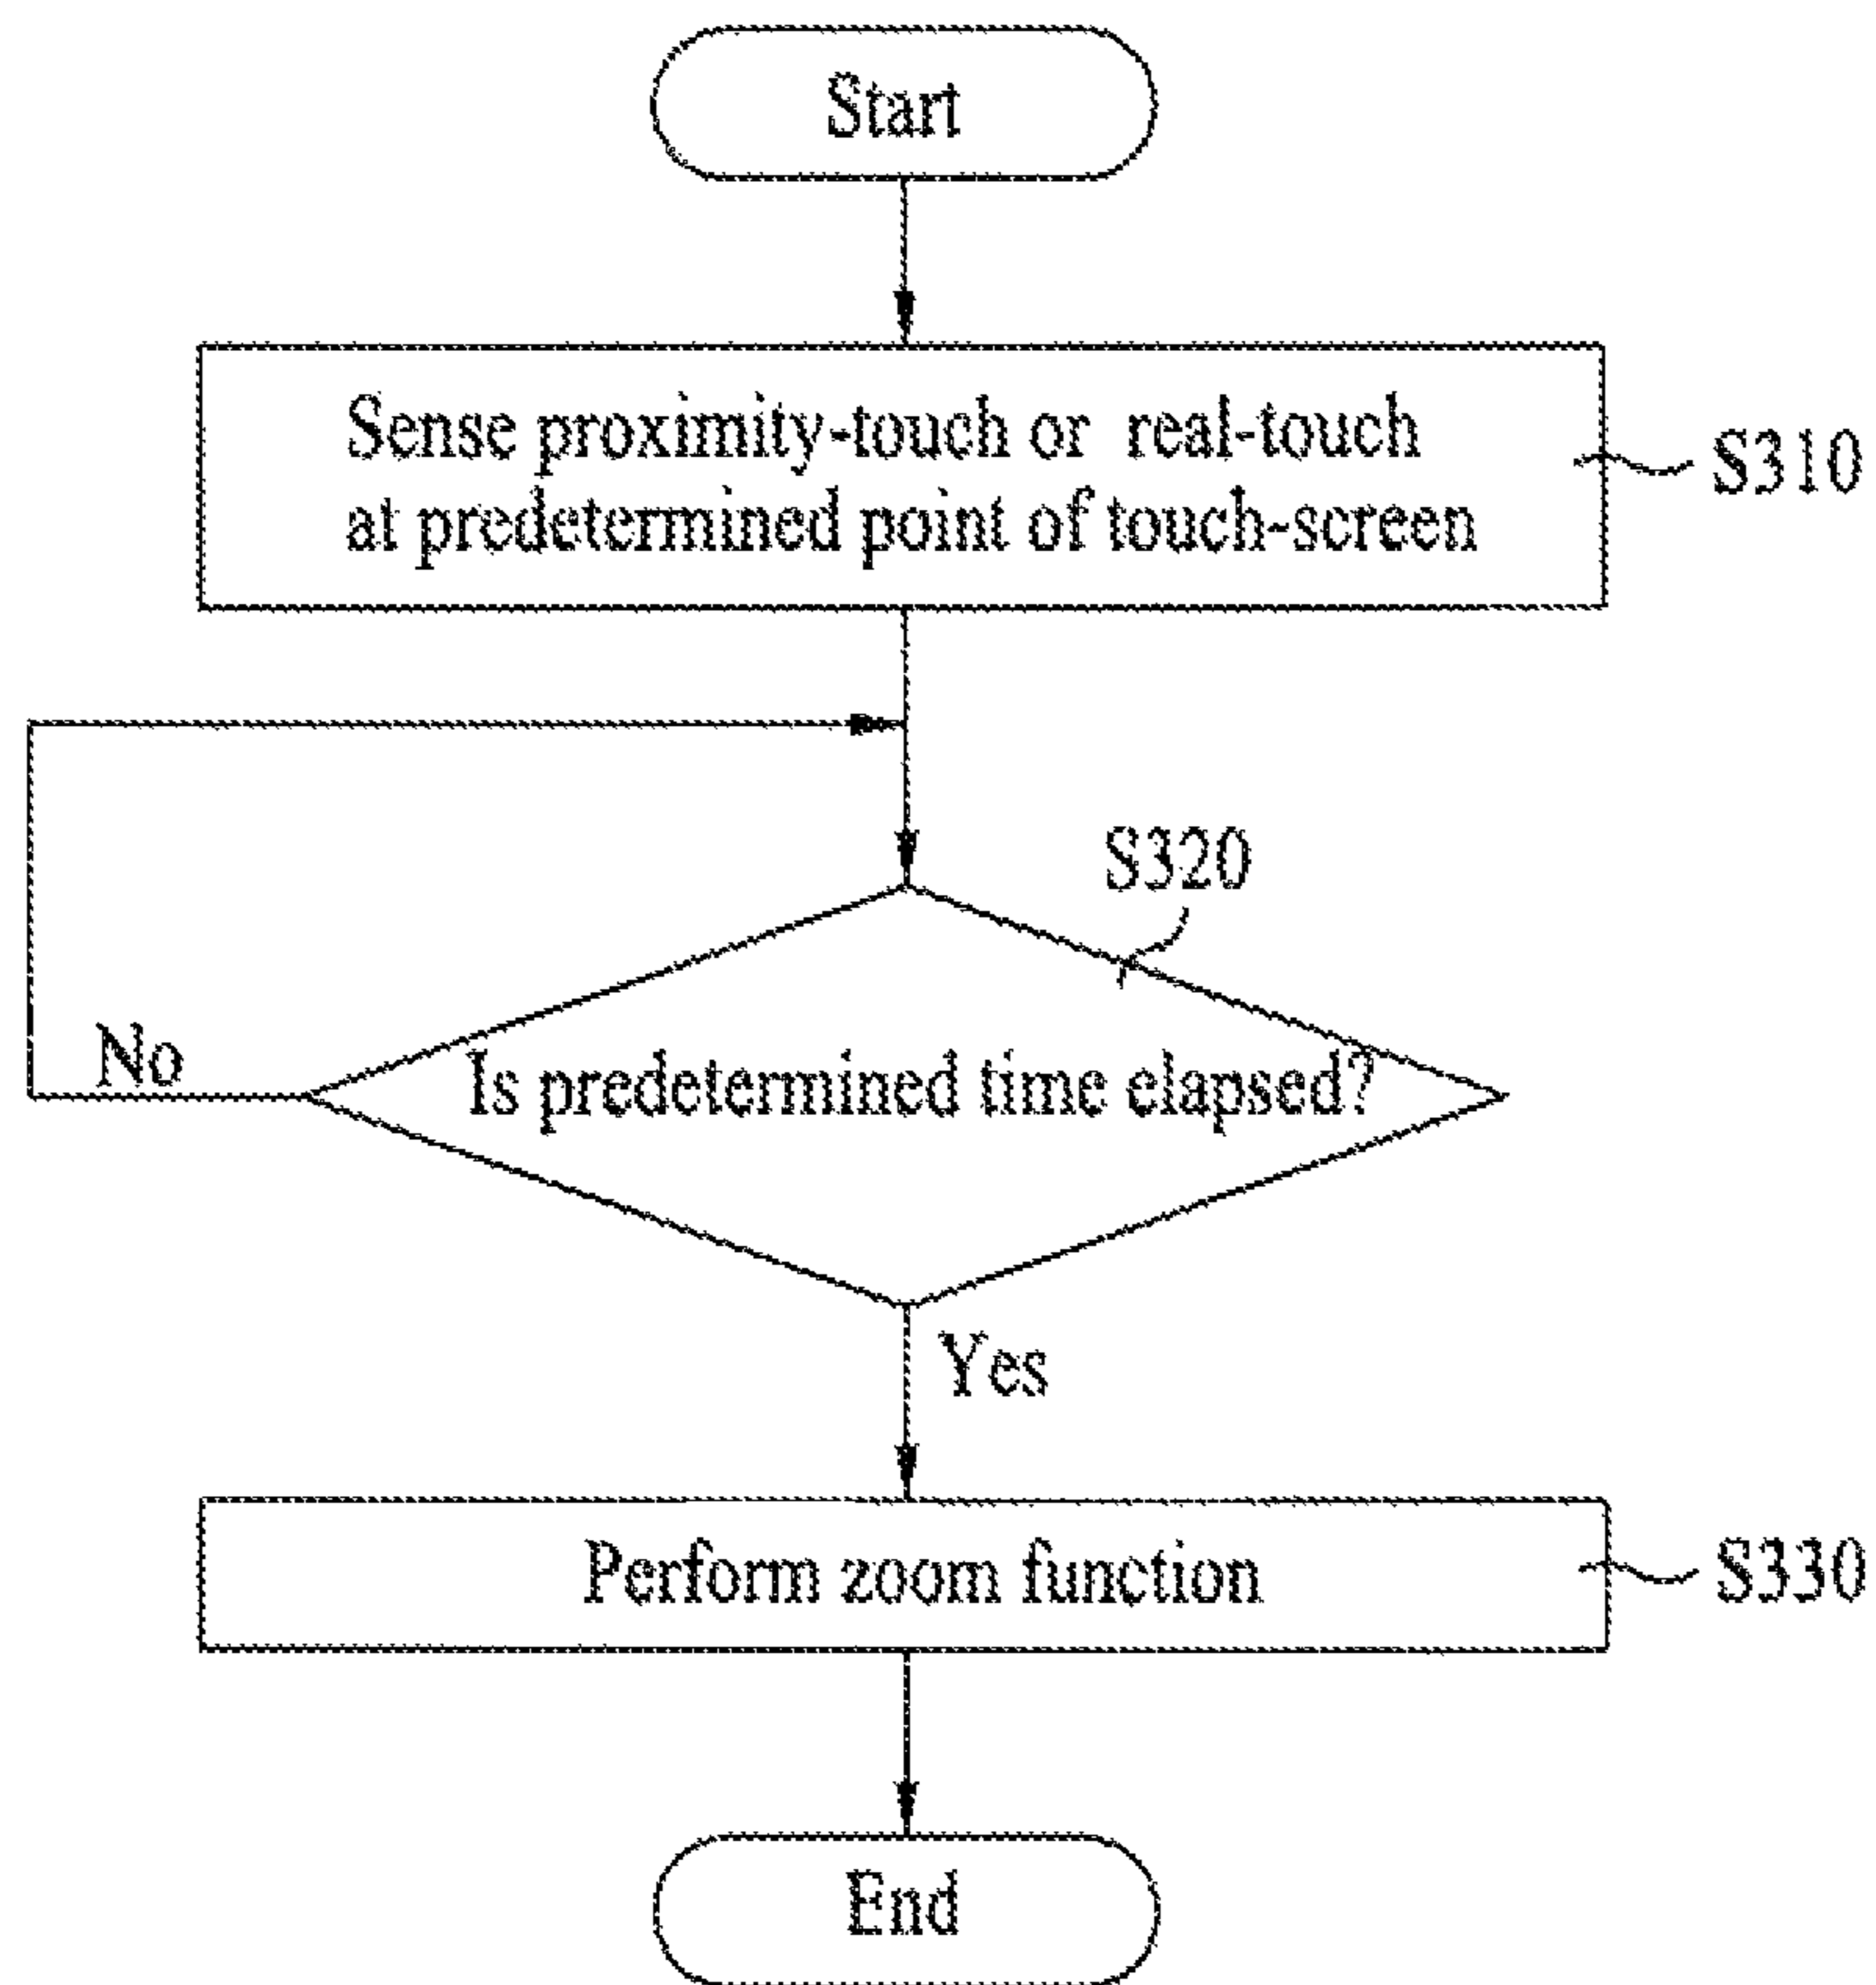 Start
Sense proximity-touch or real-touch
at predetermined point of touch-screen
S310
S320
No
Is predetermined time elapsed?
Yes
Perform zoom function
S330
End